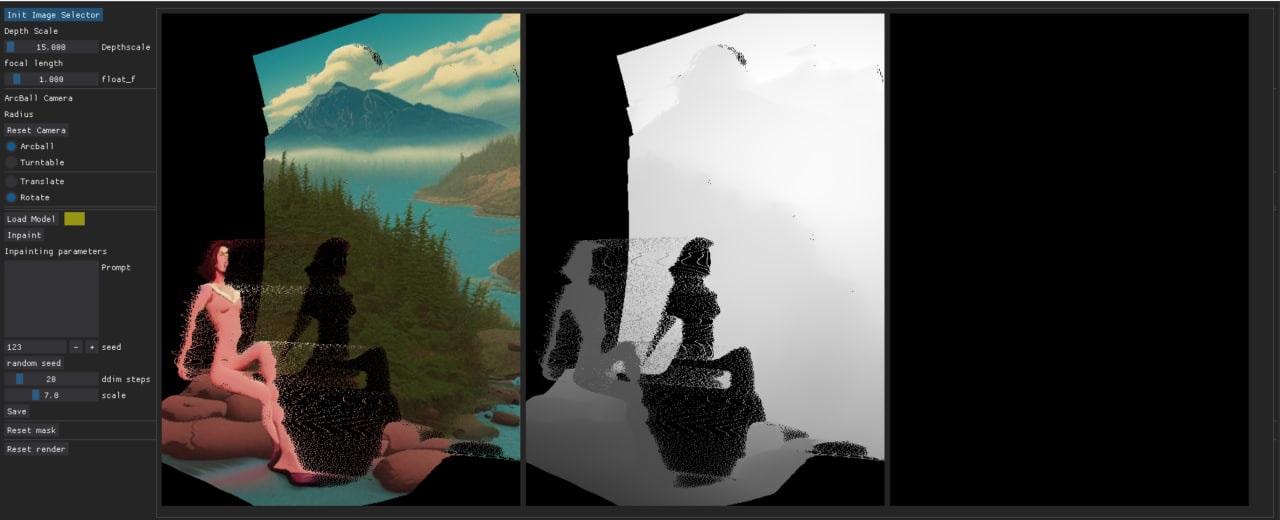 Init Image Selector
Depth Scale
15.000 Depthscale
focal length
1.000 float_f
ArcBall Camera
Radius
Reset Camera
Arcball
Turntable
Translate
Rotate
Load Model
Inpaint
Inpainting parameters
Prompt
123 - + seed
random seed
20 ddim steps
7.0 scale
Save
Reset mask
Reset render